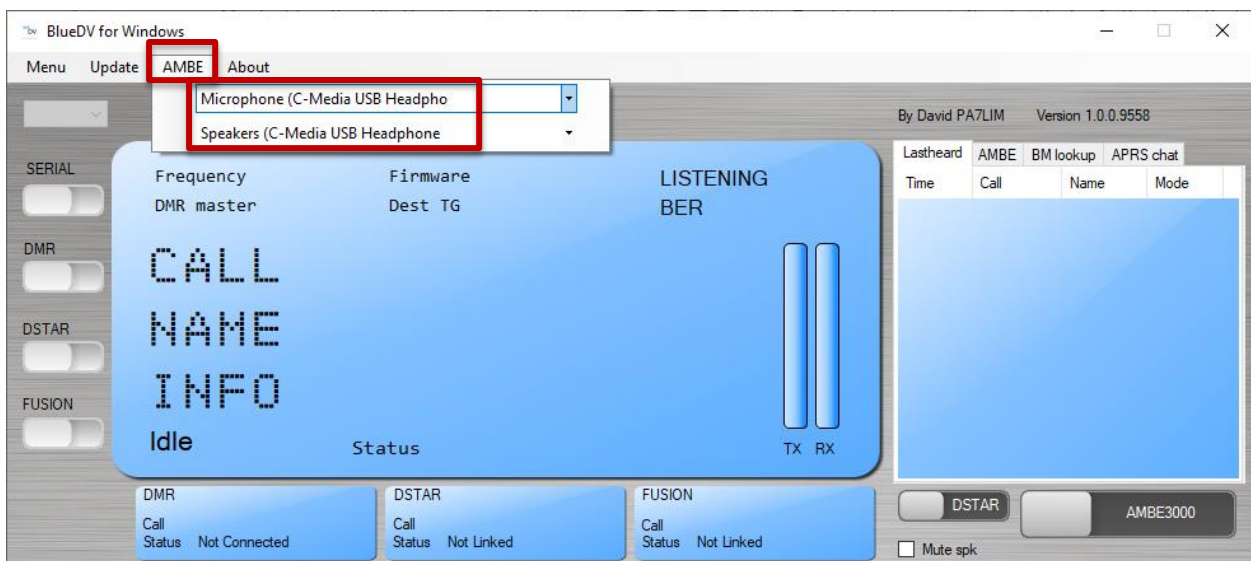 BlueDV for Windows
Menu Update AMBE About
Microphone (C-Media USB Headpho
Speakers (C-Media USB Headphone
By David PA7LIM Version 1.0.0.9558
Lastheard AMBE BM lookup APRS chat
Time Call Name Mode
SERIAL
DMR
DSTAR
FUSION
Frequency Firmware LISTENING
DMR master Dest TG BER
CALL
NAME
INFO
Idle Status TX RX
DMR
Call
Status Not Connected
DSTAR
Call
Status Not Linked
FUSION
Call
Status Not Linked
DSTAR AMBE3000
Mute spk